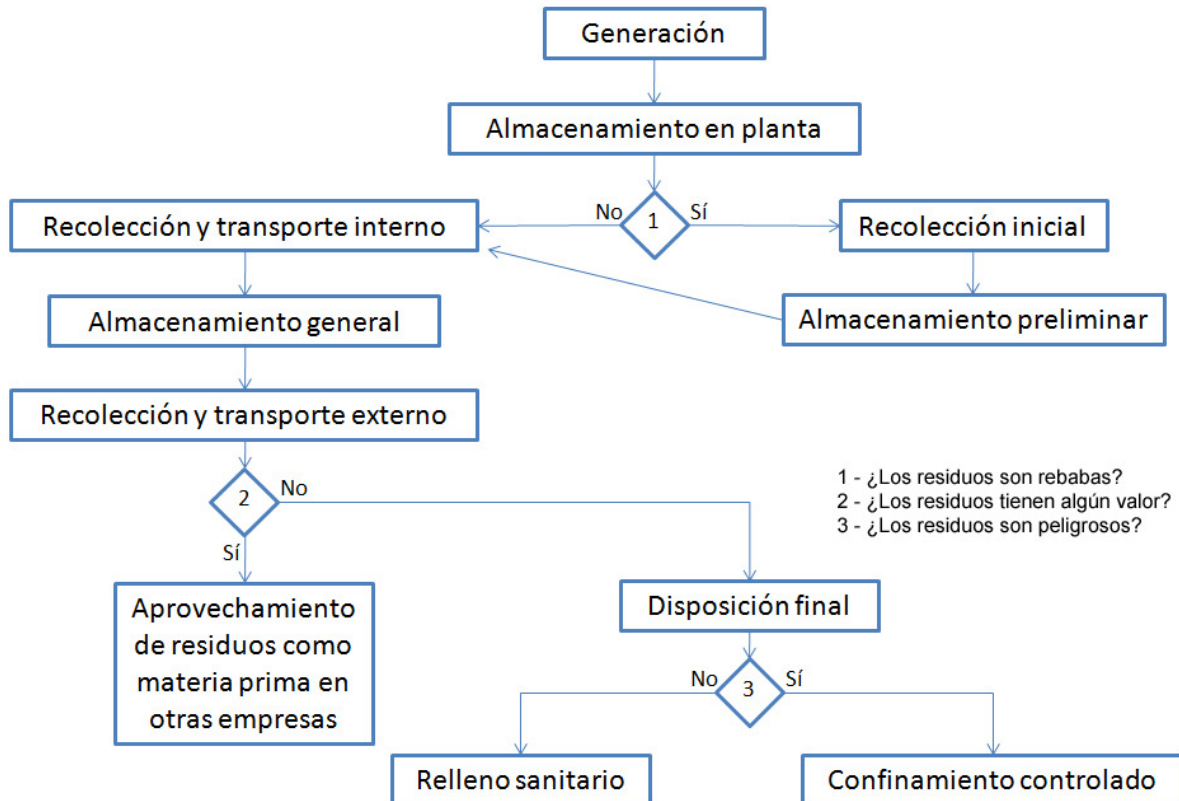 Generación
Almacenamiento en planta
No
1
Sí
Recolección y transporte interno
Recolección inicial
Almacenamiento general
Almacenamiento preliminar
Recolección y transporte externo
1 - ¿Los residuos son rebabas?
2 - ¿Los residuos tienen algún valor?
3 - ¿Los residuos son peligrosos?
2
No
Sí
Aprovechamiento
de residuos como
materia prima en
otras empresas
Disposición final
No
3
Sí
Relleno sanitario
Confinamiento controlado